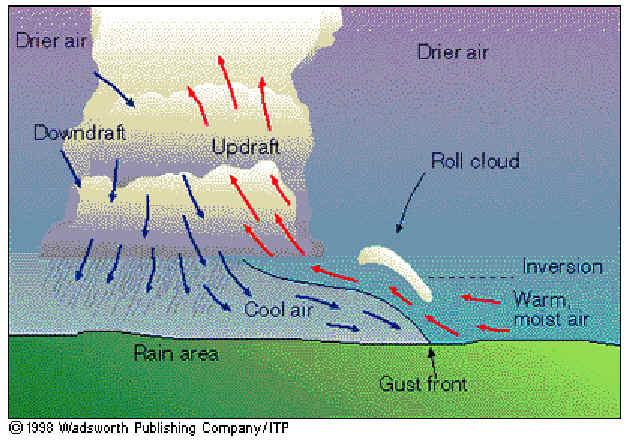 Drier air
Drier air
Downdraft
Updraft
Roll cloud
Inversion
Warm,
moist air
Cool air
Rain area
Gust front
©1998 Wadsworth Publishing Company/ITP